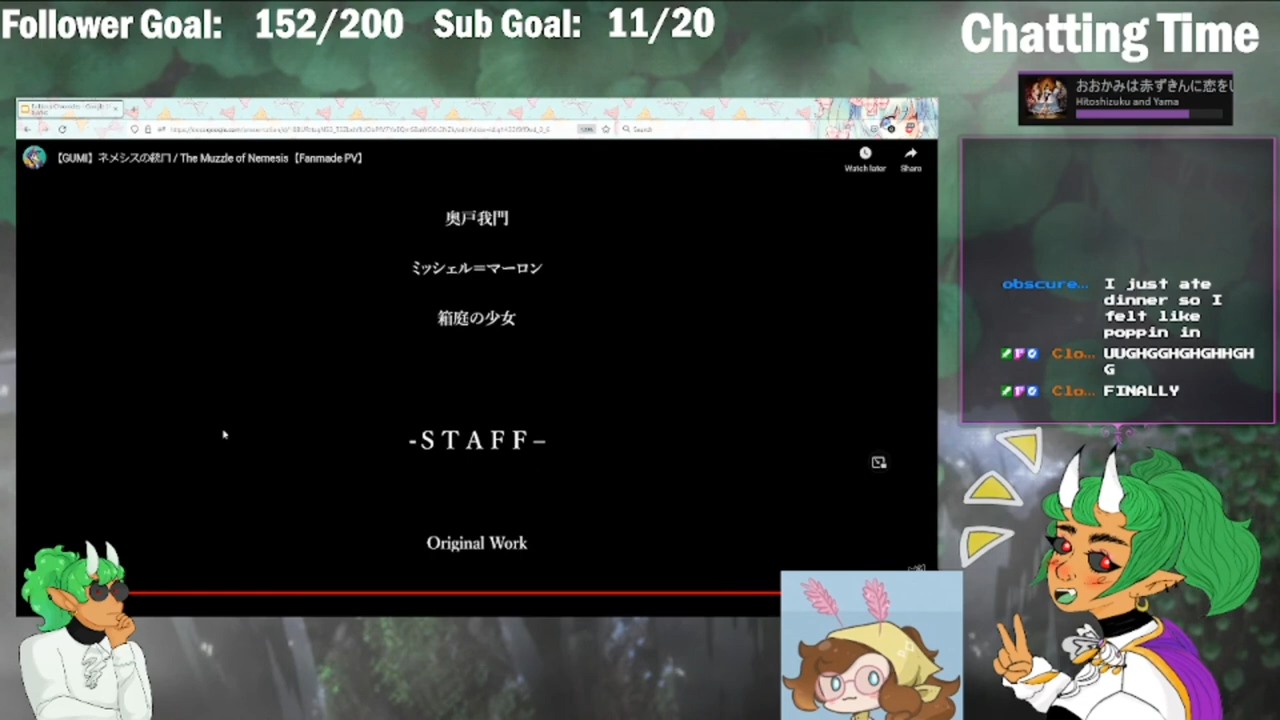 Follower Goal: 152/200 Sub Goal: 11/20
Chatting Time
おおかみは赤ずきんに恋をし
Hitoshizuku and Yama
Search
【GUMI】ネメシスの銃口 / The Muzzle of Nemesis【Fanmade PV】
Watch later
Share
奥戸我門
ミッシェル=マーロン
箱庭の少女
-STAFF-
Original Work
obscure... I just ate
dinner so I
felt like
poppin in
Clo... UUGHGGHGHGHHGH
G
Clo... FINALLY